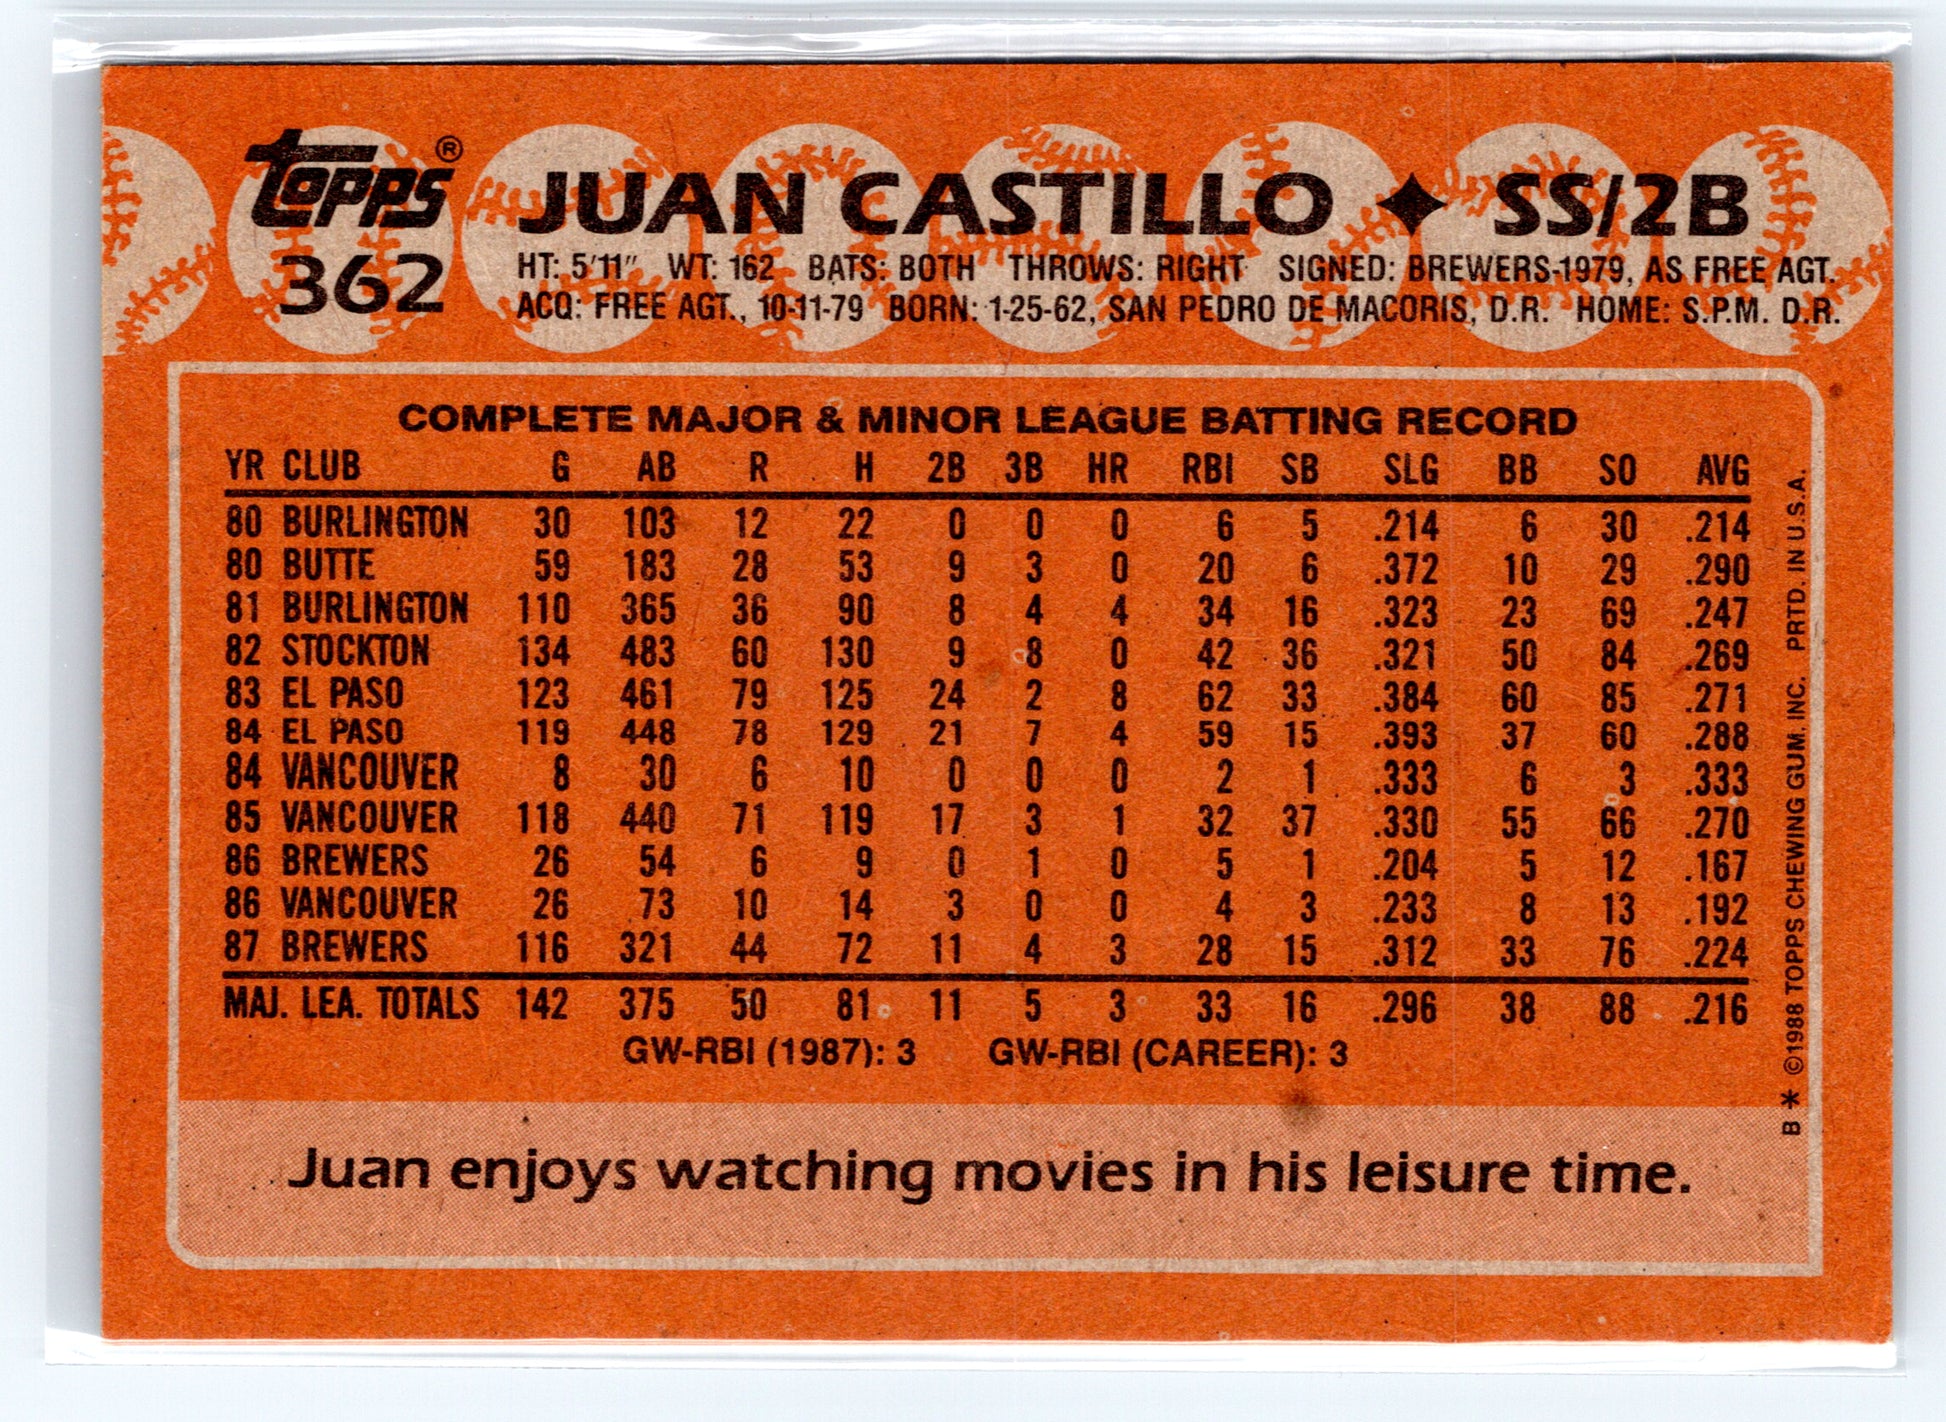 topps®
362
JUAN CASTILLO ✦ SS/2B
HT: 5'11" WT: 162 BATS: BOTH THROWS: RIGHT SIGNED: BREWERS-1979, AS FREE AGT.
ACQ: FREE AGT., 10-11-79 BORN: 1-25-62, SAN PEDRO DE MACORIS, D.R. HOME: S.P.M. D.R.
COMPLETE MAJOR & MINOR LEAGUE BATTING RECORD
YR CLUB G AB R H 2B 3B HR RBI SB SLG BB SO AVG
80 BURLINGTON 30 103 12 22 0 0 0 6 5 .214 6 30 .214
80 BUTTE 59 183 28 53 9 3 0 20 6 .372 10 29 .290
81 BURLINGTON 110 365 36 90 8 4 4 34 16 .323 23 69 .247
82 STOCKTON 134 483 60 130 9 8 0 42 36 .321 50 84 .269
83 EL PASO 123 461 79 125 24 2 8 62 33 .384 60 85 .271
84 EL PASO 119 448 78 129 21 7 4 59 15 .393 37 60 .288
84 VANCOUVER 8 30 6 10 0 0 0 2 1 .333 6 3 .333
85 VANCOUVER 118 440 71 119 17 3 1 32 37 .330 55 66 .270
86 BREWERS 26 54 6 9 0 1 0 5 1 .204 5 12 .167
86 VANCOUVER 26 73 10 14 3 0 0 4 3 .233 8 13 .192
87 BREWERS 116 321 44 72 11 4 3 28 15 .312 33 76 .224
MAJ. LEA. TOTALS 142 375 50 81 11 5 3 33 16 .296 38 88 .216
GW-RBI (1987): 3 GW-RBI (CAREER): 3
Juan enjoys watching movies in his leisure time.
B * ©1988 TOPPS CHEWING GUM, INC. PRTD. IN U.S.A.